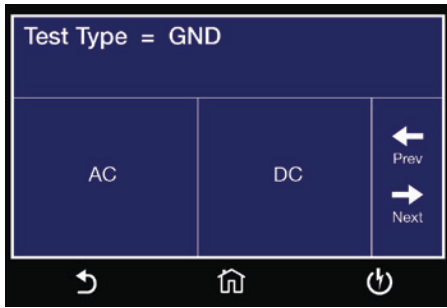 Test Type = GND
AC
DC
Prev
Next